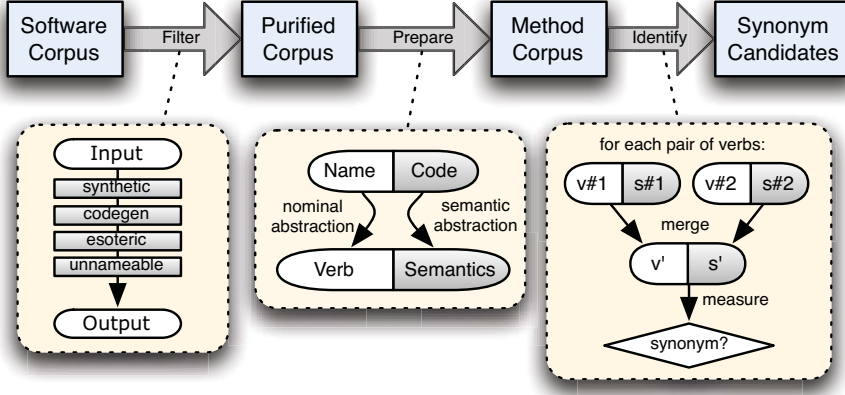 Software
Corpus
Filter
Purified
Corpus
Prepare
Method
Corpus
Identify
Synonym
Candidates
Input
synthetic
codegen
esoteric
unnameable
Output
Name
Code
nominal
abstraction
semantic
abstraction
Verb
Semantics
for each pair of verbs:
v#1
s#1
v#2
s#2
merge
v'
s'
measure
synonym?